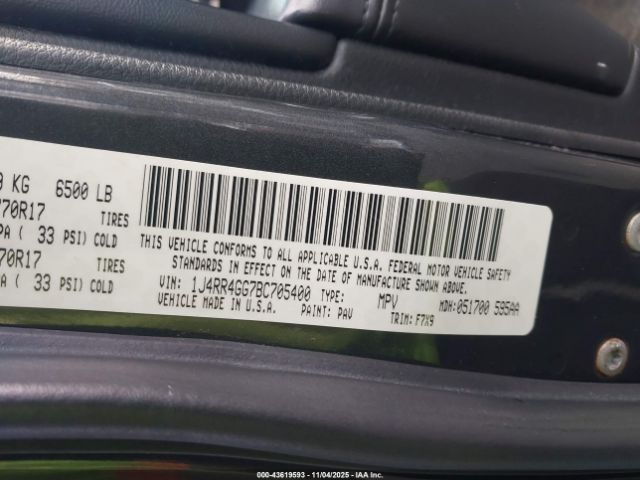 KG 6500 LB
70R17 TIRES
PA ( 33 PSI) COLD
70R17 TIRES
( 33 PSI) COLD
THIS VEHICLE CONFORMS TO ALL APPLICABLE U.S.A. FEDERAL MOTOR VEHICLE SAFETY
STANDARDS IN EFFECT ON THE DATE OF MANUFACTURE SHOWN ABOVE.
VIN: 1J4RR4GG7BC705400 TYPE: MPV MDH: 051700 595AA
VEHICLE MADE IN U.S.A. PAINT: PAV TRIM: F7X9
000-43619593 - 11/04/2025 - IAA Inc.